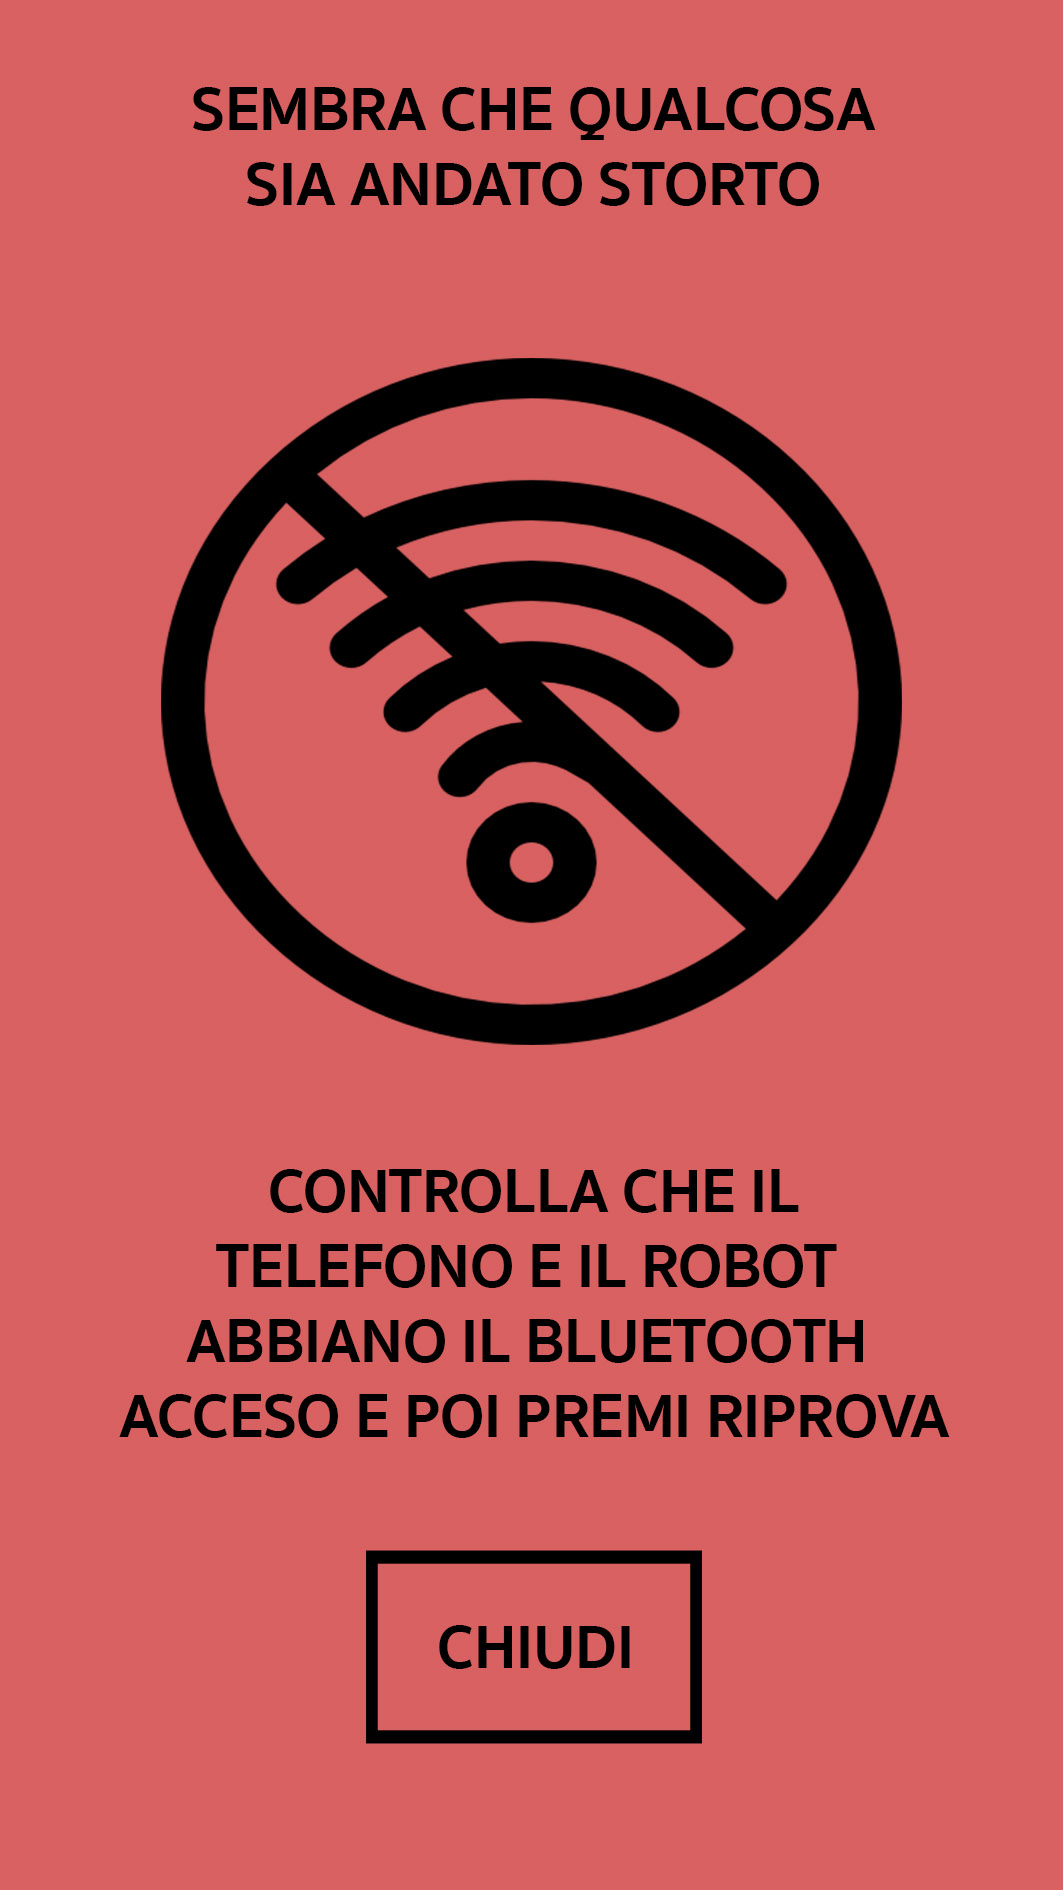 SEMBRA CHE QUALCOSA
SIA ANDATO STORTO
CONTROLLA CHE IL
TELEFONO E IL ROBOT
ABBIANO IL BLUETOOTH
ACCESO E POI PREMI RIPROVA
CHIUDI